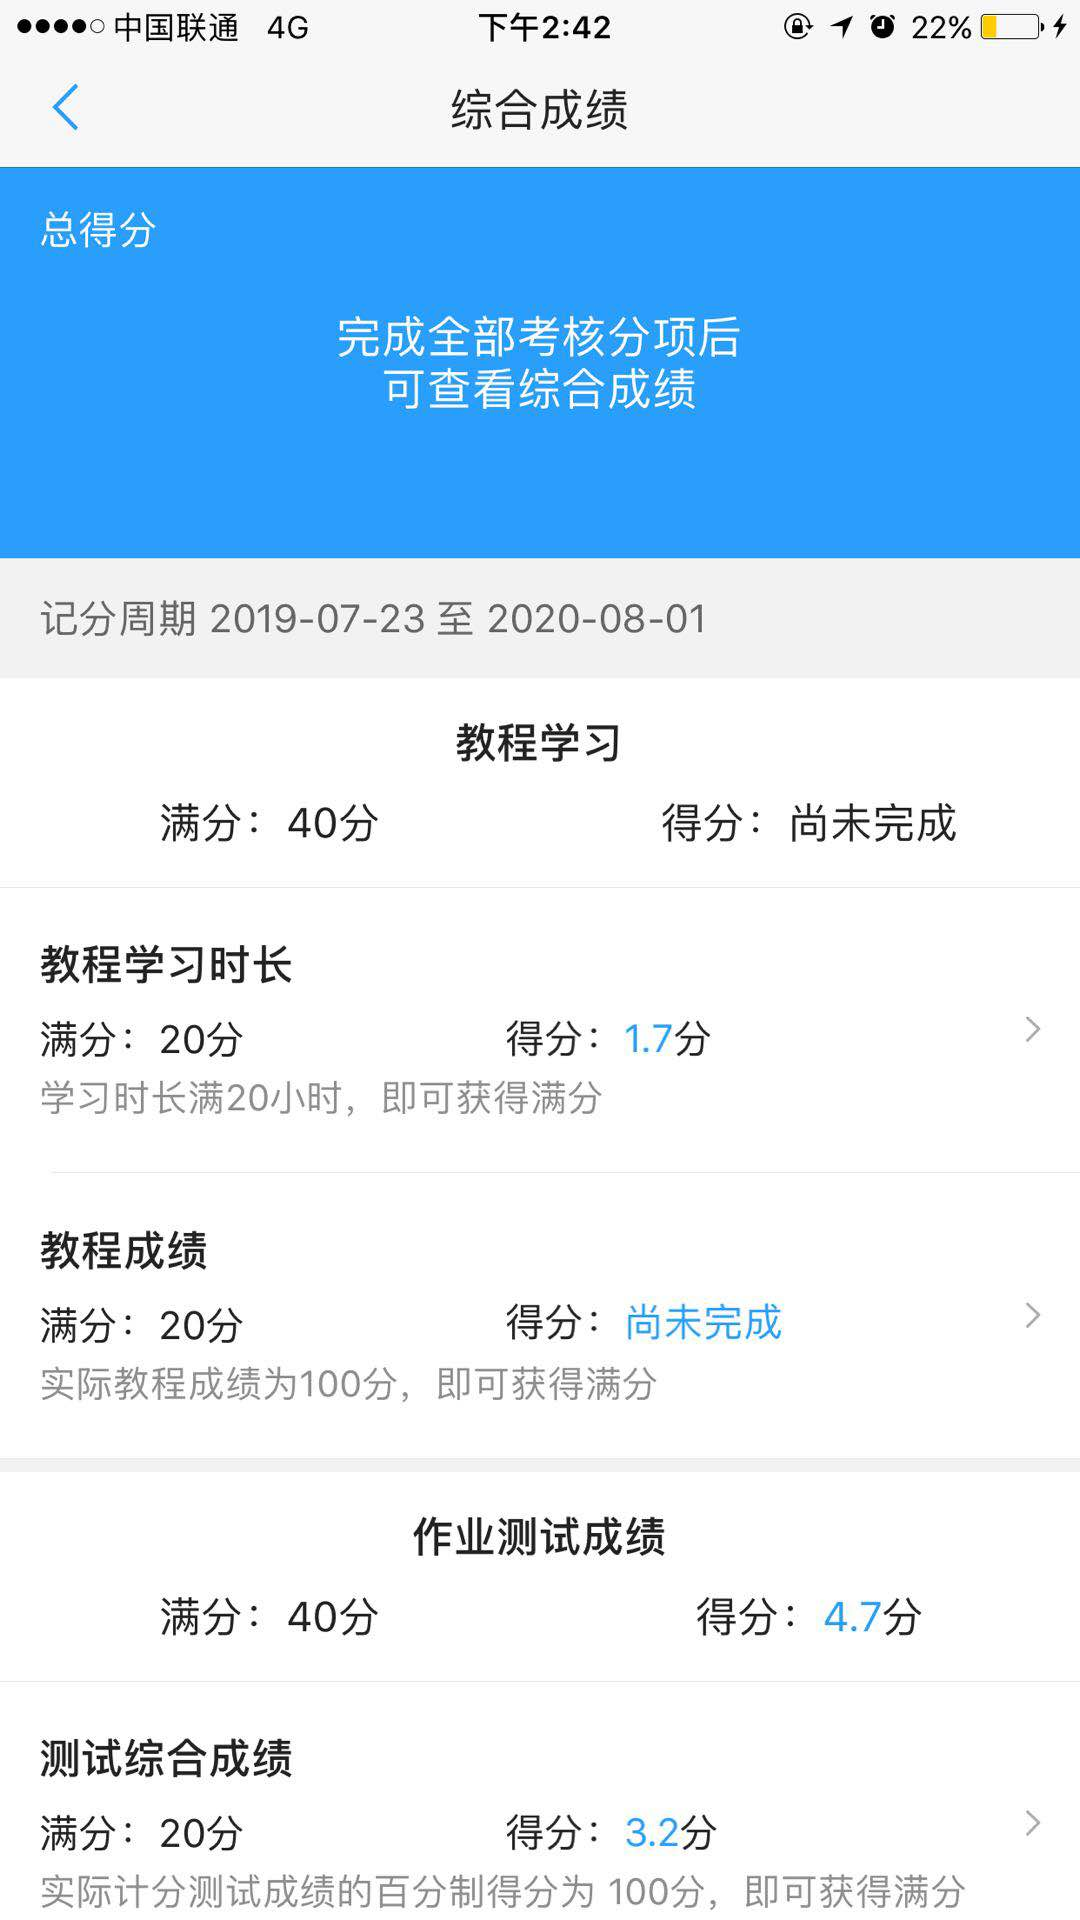 中国联通 4G 下午2:42 22%
综合成绩
总得分
完成全部考核分项后
可查看综合成绩
记分周期 2019-07-23 至 2020-08-01
教程学习
满分：40分 得分：尚未完成
教程学习时长
满分：20分 得分：1.7分
学习时长满20小时，即可获得满分
教程成绩
满分：20分 得分：尚未完成
实际教程成绩为100分，即可获得满分
作业测试成绩
满分：40分 得分：4.7分
测试综合成绩
满分：20分 得分：3.2分
实际计分测试成绩的百分制得分为 100分，即可获得满分